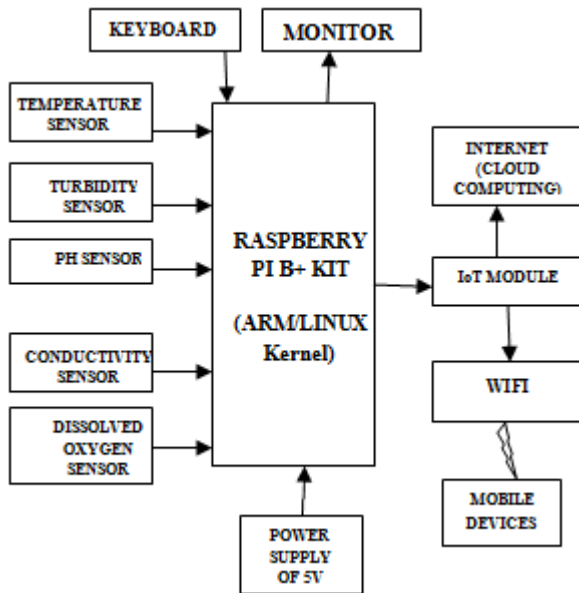 KEYBOARD
MONITOR
TEMPERATURE
SENSOR
TURBIDITY
SENSOR
PH SENSOR
CONDUCTIVITY
SENSOR
DISSOLVED
OXYGEN
SENSOR
RASPBERRY
PI B+ KIT
(ARM/LINUX
Kernel)
POWER
SUPPLY
OF 5V
INTERNET
(CLOUD
COMPUTING)
IoT MODULE
WIFI
MOBILE
DEVICES